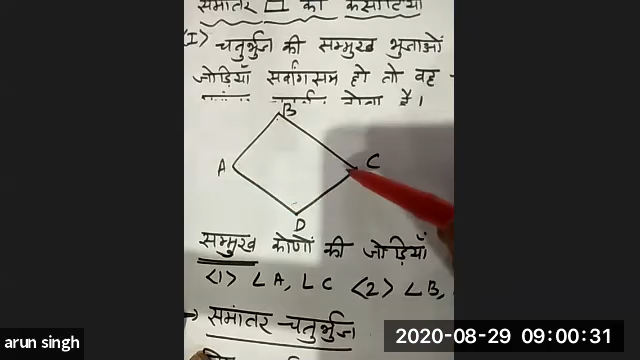 समांतर □ की कसौटियाँ
(I) चतुर्भुज की सम्मुख भुजाओं
जोड़ियाँ सर्वांगसम हो तो वह
होता है।
B
A
C
D
सम्मुख कोणों की जोड़ियाँ
<1> ∠A, ∠C <2> ∠B,
→ समांतर चतुर्भुज
arun singh
2020-08-29 09:00:31